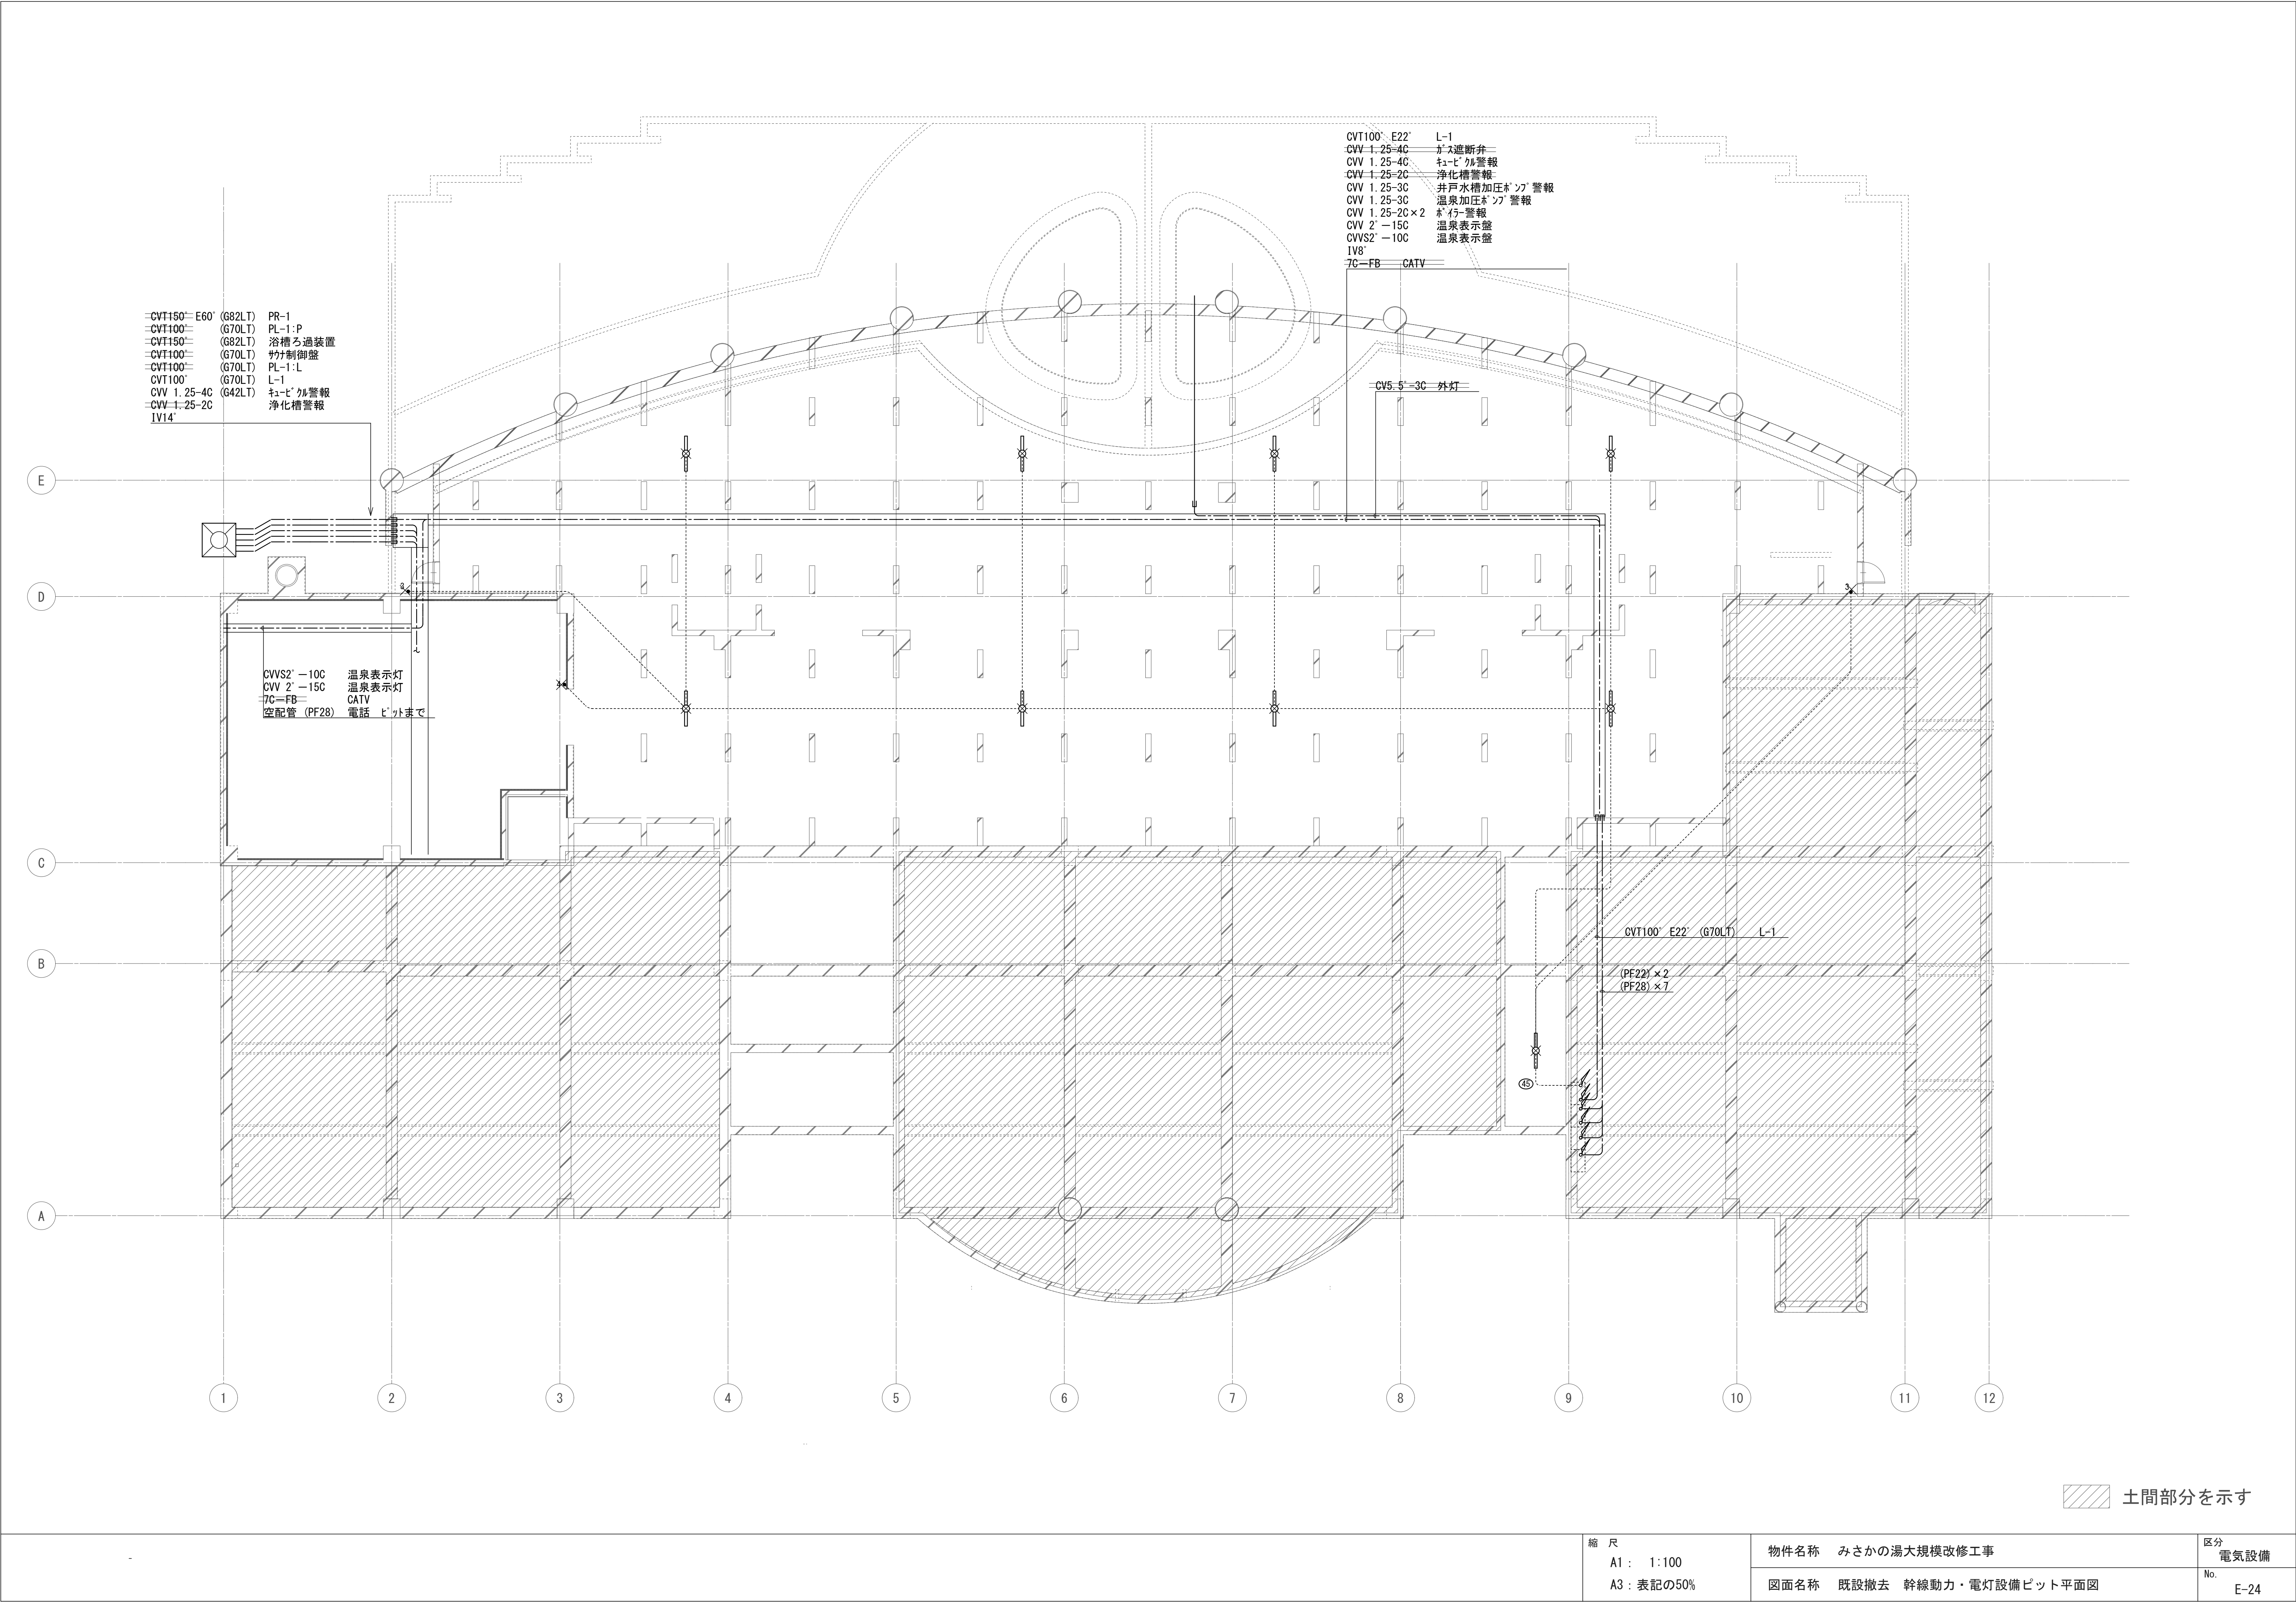 CVT100° E22° L-1
CVV 1.25-4C ガス遮断弁
CVV 1.25-4C キュービクル警報
CVV 1.25-2C 浄化槽警報
CVV 1.25-3C 井戸水槽加圧ポンプ警報
CVV 1.25-3C 温泉加圧ポンプ警報
CVV 1.25-2C×2 ボイラー警報
CVV 2°－15C 温泉表示盤
CVVS2°－10C 温泉表示盤
IV8°
7C－FB CATV
CVT150° E60° (G82LT) PR-1
CVT100° (G70LT) PL-1:P
CVT150° (G82LT) 浴槽ろ過装置
CVT100° (G70LT) サウナ制御盤
CVT100° (G70LT) PL-1:L
CVT100° (G70LT) L-1
CVV 1.25-4C (G42LT) キュービクル警報
CVV 1.25-2C 浄化槽警報
IV14°
CV5.5°-3C 外灯
E
D
3
3
4
CVVS2°－10C 温泉表示灯
CVV 2°－15C 温泉表示灯
7C－FB CATV
空配管 (PF28) 電話 ピットまで
C
CVT100° E22° (G70LT) L-1
B
(PF22)×2
(PF28)×7
45
A
1 2 3 4 5 6 7 8 9 10 11 12
土間部分を示す
縮 尺
A1： 1:100
A3：表記の50%
物件名称 みさかの湯大規模改修工事
図面名称 既設撤去 幹線動力・電灯設備ピット平面図
区分
電気設備
No.
E-24